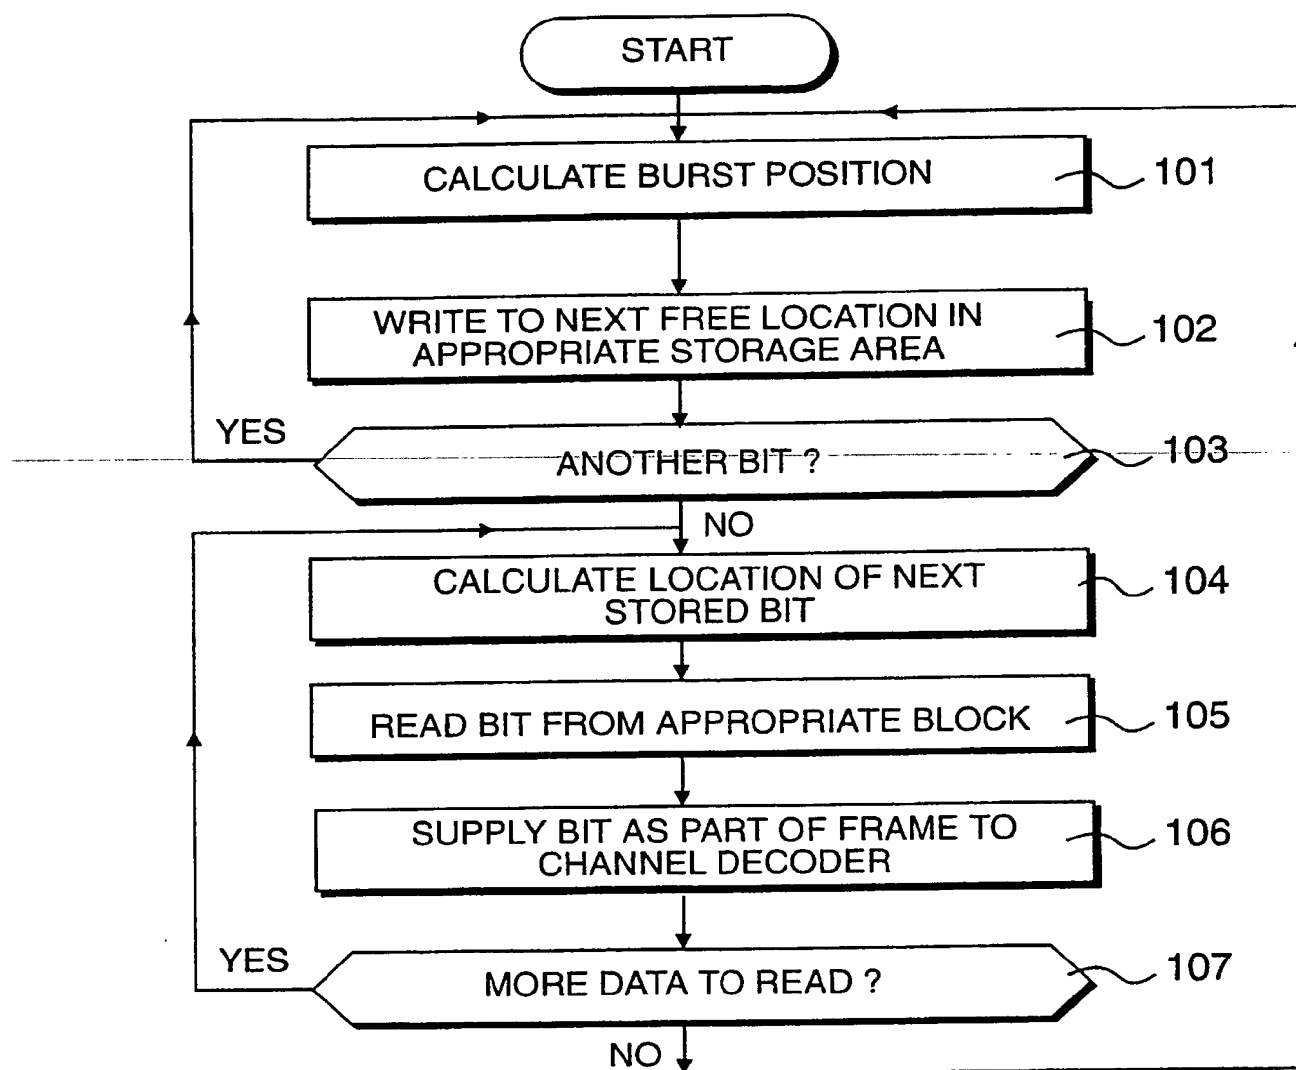 START
CALCULATE BURST POSITION
101
WRITE TO NEXT FREE LOCATION IN
APPROPRIATE STORAGE AREA
102
YES
ANOTHER BIT ?
103
NO
CALCULATE LOCATION OF NEXT
STORED BIT
104
READ BIT FROM APPROPRIATE BLOCK
105
SUPPLY BIT AS PART OF FRAME TO
CHANNEL DECODER
106
YES
MORE DATA TO READ ?
107
NO